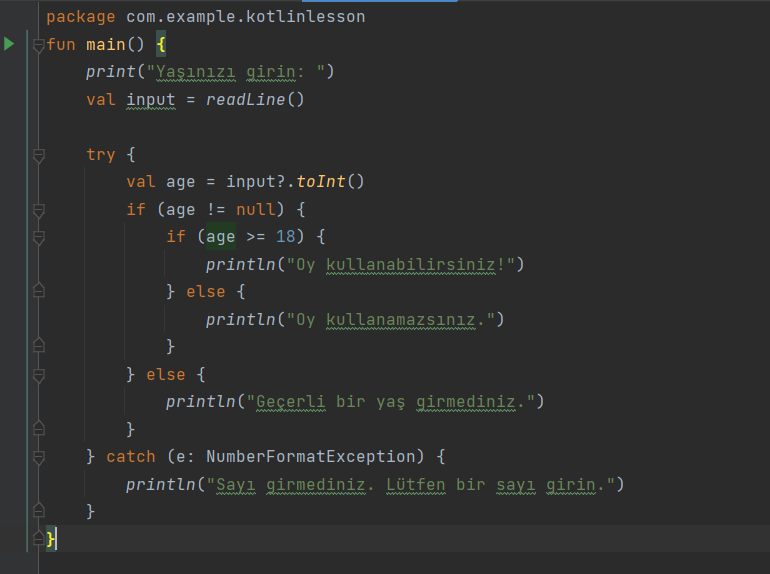 package com.example.kotlinlesson
fun main() {
    print("Yaşınızı girin: ")
    val input = readLine()

    try {
        val age = input?.toInt()
        if (age != null) {
            if (age >= 18) {
                println("Oy kullanabilirsiniz!")
            } else {
                println("Oy kullanamazsınız.")
            }
        } else {
            println("Geçerli bir yaş girmediniz.")
        }
    } catch (e: NumberFormatException) {
        println("Sayı girmediniz. Lütfen bir sayı girin.")
    }
}